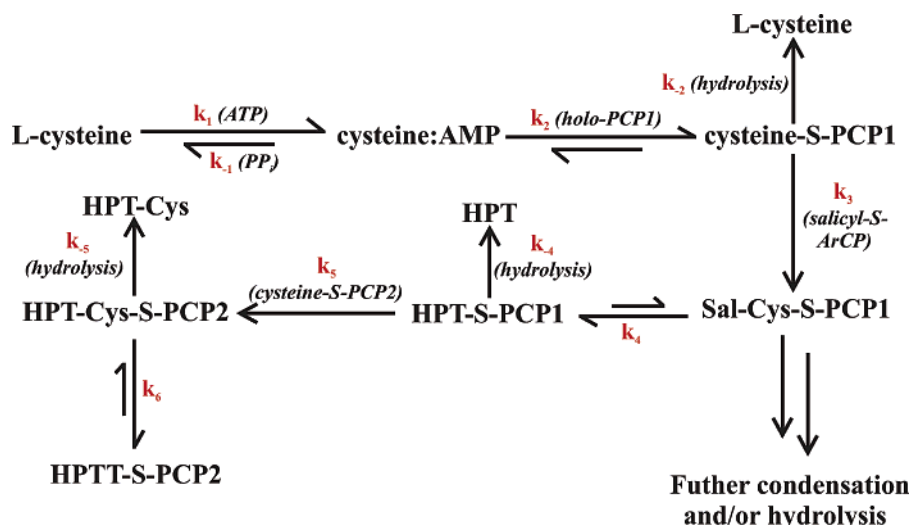 L-cysteine
k-2 (hydrolysis)
k1 (ATP)
k2 (holo-PCP1)
L-cysteine
cysteine:AMP
cysteine-S-PCP1
k-1 (PPi)
HPT-Cys
HPT
k3
(salicyl-S-
ArCP)
k-5
(hydrolysis)
k5
(cysteine-S-PCP2)
k-4
(hydrolysis)
HPT-Cys-S-PCP2
HPT-S-PCP1
Sal-Cys-S-PCP1
k4
k6
HPTT-S-PCP2
Futher condensation
and/or hydrolysis